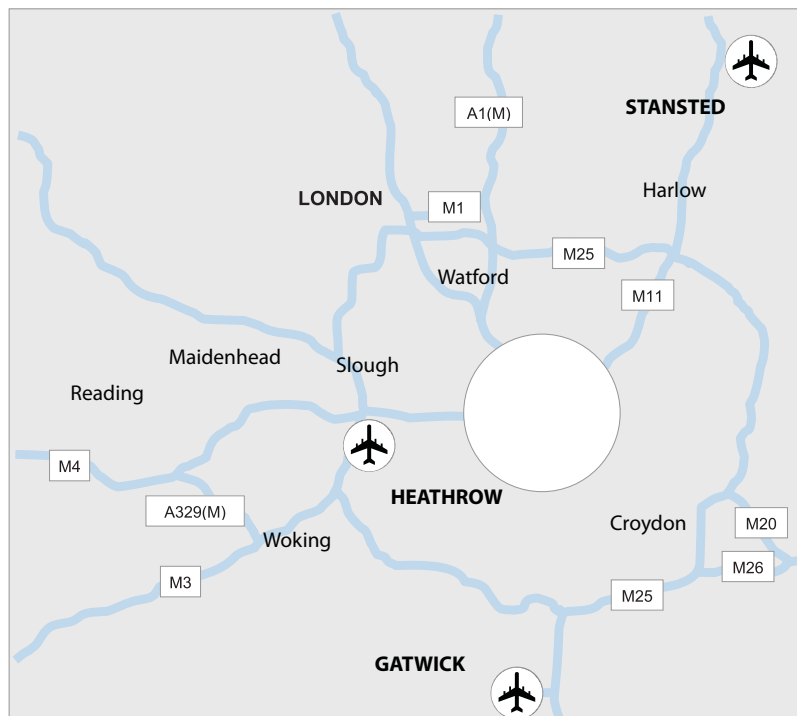 A1(M)
STANSTED
Harlow
LONDON
M1
M25
Watford
M11
Maidenhead
Slough
Reading
M4
HEATHROW
A329(M)
Croydon
M20
Woking
M26
M3
M25
GATWICK